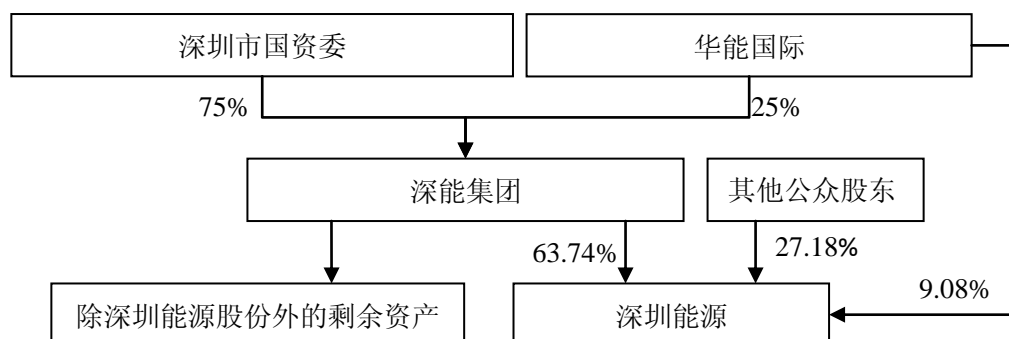 深圳市国资委
华能国际
75%
25%
深能集团
其他公众股东
63.74%
27.18%
9.08%
除深圳能源股份外的剩余资产
深圳能源